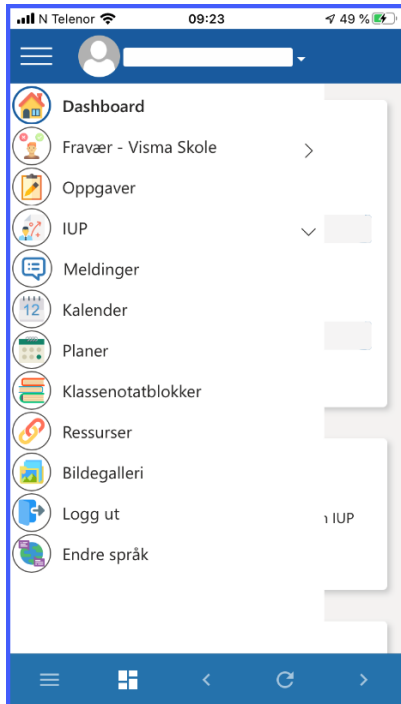 N Telenor 09:23 49 %
Dashboard
Fravær - Visma Skole
Oppgaver
IUP
Meldinger
12 Kalender
Planer
Klassenotatblokker
Ressurser
Bildegalleri
Logg ut
IUP
Endre språk